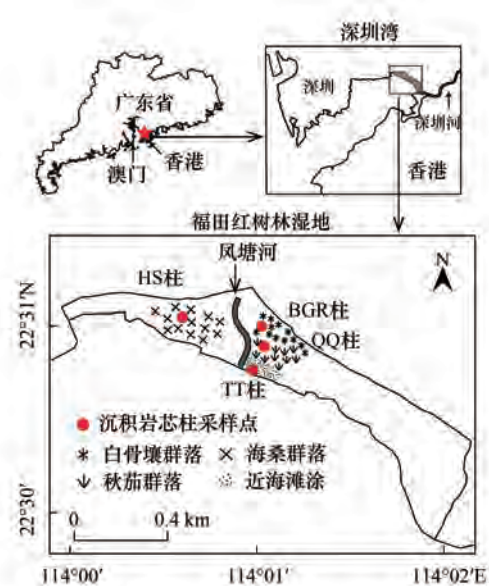 深圳湾
广东省
深圳
深圳河
香港
澳门
香港
福田红树林湿地
凤塘河
N
HS柱
BGR柱
QQ柱
TT柱
沉积岩芯柱采样点
白骨壤群落
海桑群落
秋茄群落
近海滩涂
0 0.4 km
22°31′N
22°30′
114°00′ 114°01′ 114°02′E